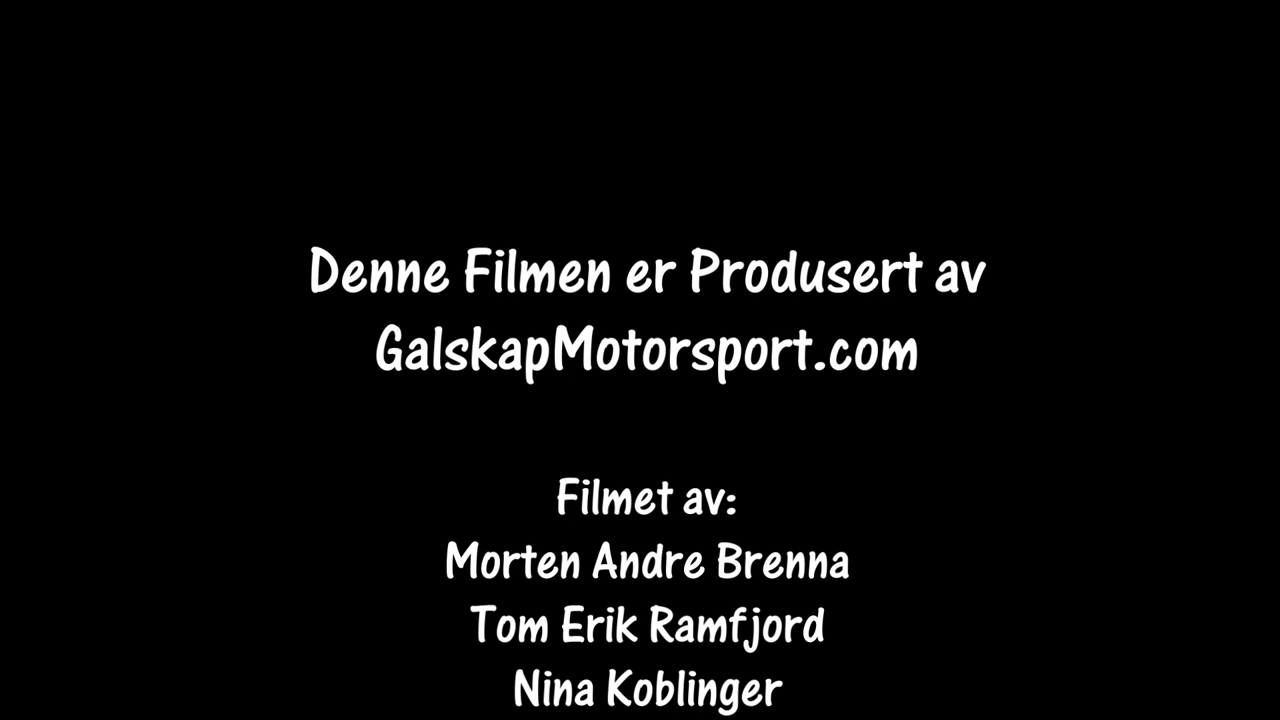 Denne Filmen er Produsert av
GalskapMotorsport.com
Filmet av:
Morten Andre Brenna
Tom Erik Ramfjord
Nina Koblinger